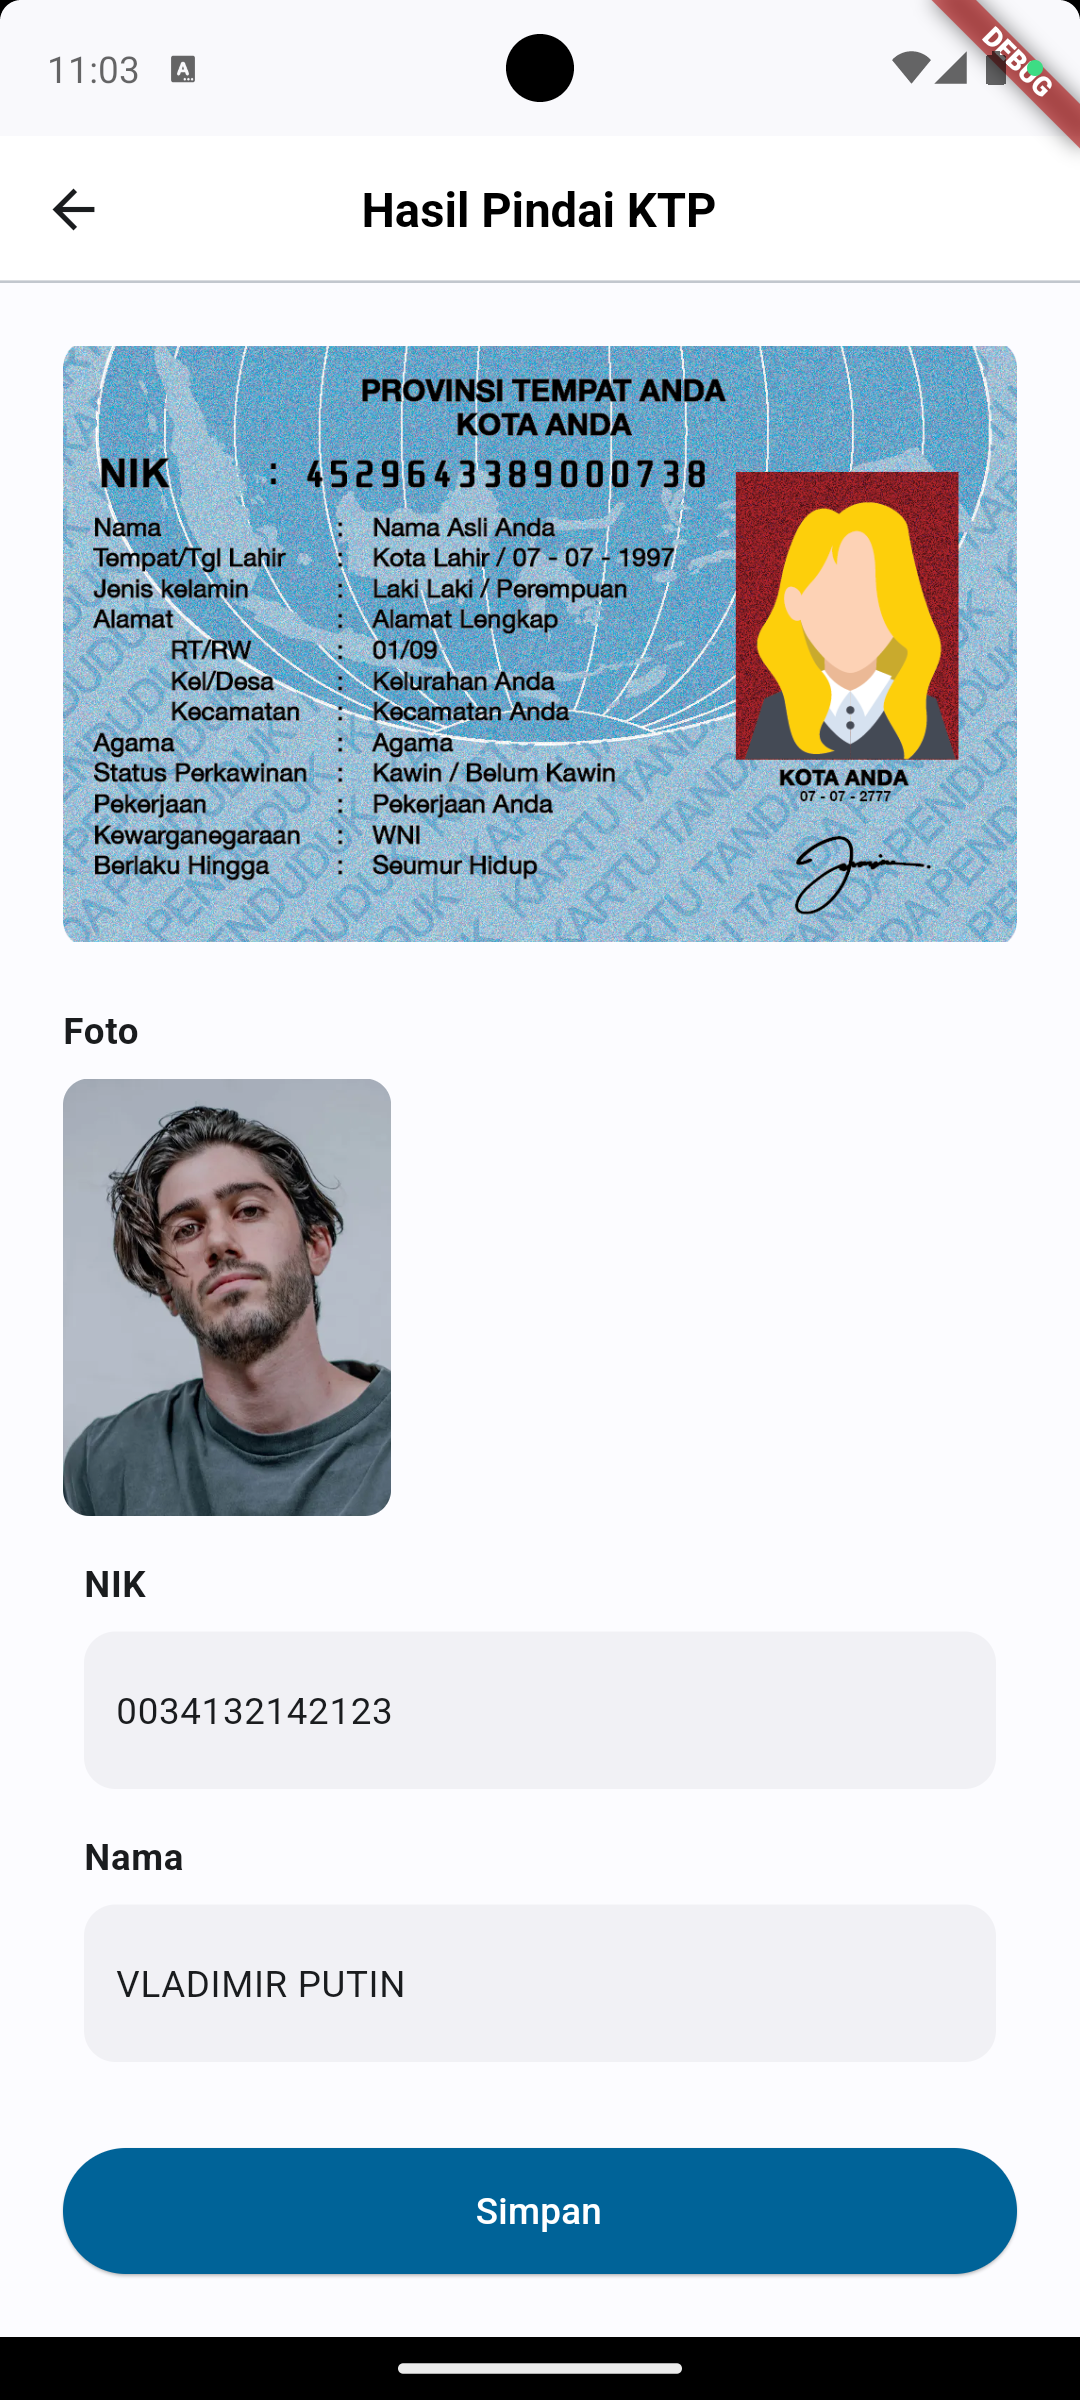 11:03
DEBUG
Hasil Pindai KTP
PROVINSI TEMPAT ANDA
KOTA ANDA
NIK : 4529643389000738
Nama : Nama Asli Anda
Tempat/Tgl Lahir : Kota Lahir / 07 - 07 - 1997
Jenis kelamin : Laki Laki / Perempuan
Alamat : Alamat Lengkap
RT/RW : 01/09
Kel/Desa : Kelurahan Anda
Kecamatan : Kecamatan Anda
Agama : Agama
Status Perkawinan : Kawin / Belum Kawin
Pekerjaan : Pekerjaan Anda
Kewarganegaraan : WNI
Berlaku Hingga : Seumur Hidup
KOTA ANDA
07 - 07 - 2777
Foto
NIK
0034132142123
Nama
VLADIMIR PUTIN
Simpan